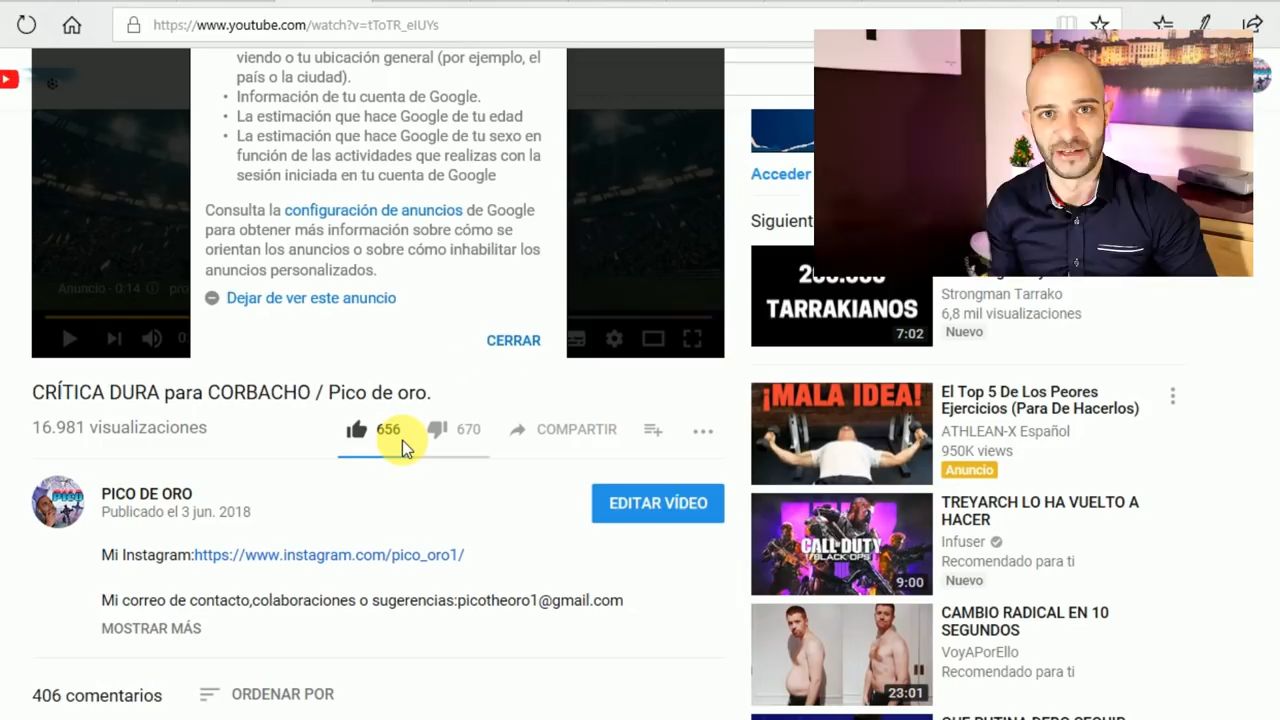 https://www.youtube.com/watch?v=tToTR_eIUYs
viendo o tu ubicación general (por ejemplo, el
país o la ciudad).
• Información de tu cuenta de Google.
• La estimación que hace Google de tu edad
• La estimación que hace Google de tu sexo en
función de las actividades que realizas con la
sesión iniciada en tu cuenta de Google
Consulta la configuración de anuncios de Google
para obtener más información sobre cómo se
orientan los anuncios o sobre cómo inhabilitar los
anuncios personalizados.
Dejar de ver este anuncio
CERRAR
Anuncio · 0:14
CRÍTICA DURA para CORBACHO / Pico de oro.
16.981 visualizaciones
656
670
COMPARTIR
PICO DE ORO
Publicado el 3 jun. 2018
EDITAR VÍDEO
Mi Instagram:https://www.instagram.com/pico_oro1/
Mi correo de contacto,colaboraciones o sugerencias:picotheoro1@gmail.com
MOSTRAR MÁS
406 comentarios
ORDENAR POR
Acceder
TARRAKIANOS
7:02
Strongman Tarrako
6,8 mil visualizaciones
Nuevo
¡MALA IDEA!
El Top 5 De Los Peores
Ejercicios (Para De Hacerlos)
ATHLEAN-X Español
950K views
Anuncio
CALL DUTY
BLACK OPS
9:00
TREYARCH LO HA VUELTO A
HACER
Infuser
Recomendado para ti
Nuevo
23:01
CAMBIO RADICAL EN 10
SEGUNDOS
VoyAPorEllo
Recomendado para ti